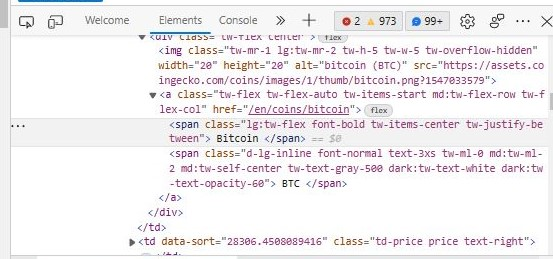 Welcome Elements Console » + 2 973 99+
<div class="tw-flex center"> flex
<img class="tw-mr-1 lg:tw-mr-2 tw-h-5 tw-w-5 tw-overflow-hidden"
width="20" height="20" alt="bitcoin (BTC)" src="https://assets.co
ingecko.com/coins/images/1/thumb/bitcoin.png?1547033579">
<a class="tw-flex tw-flex-auto tw-items-start md:tw-flex-row tw-f
lex-col" href="/en/coins/bitcoin"> flex
<span class="lg:tw-flex font-bold tw-items-center tw-justify-be
tween"> Bitcoin </span> == $0
<span class="d-lg-inline font-normal text-3xs tw-ml-0 md:tw-ml-
2 md:tw-self-center tw-text-gray-500 dark:tw-text-white dark:tw
-text-opacity-60"> BTC </span>
</a>
</div>
</td>
<td data-sort="28306.4508089416" class="td-price price text-right">
</td>